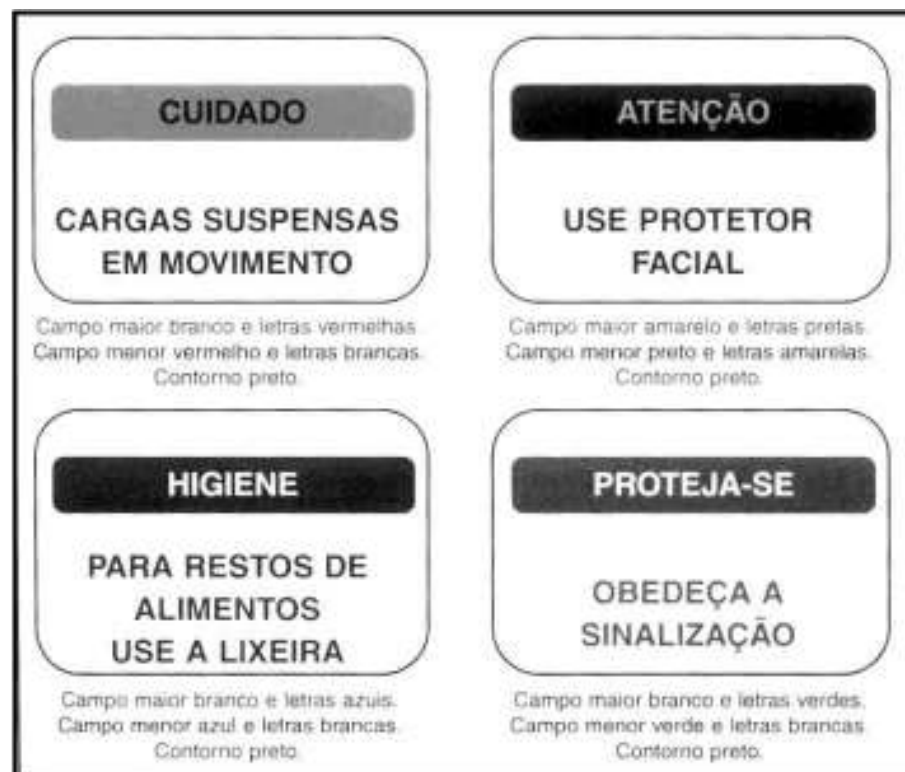 CUIDADO
CARGAS SUSPENSAS
EM MOVIMENTO
Campo maior branco e letras vermelhas.
Campo menor vermelho e letras brancas.
Contorno preto.
ATENÇÃO
USE PROTETOR
FACIAL
Campo maior amarelo e letras pretas.
Campo menor preto e letras amarelas.
Contorno preto.
HIGIENE
PARA RESTOS DE
ALIMENTOS
USE A LIXEIRA
Campo maior branco e letras azuis.
Campo menor azul e letras brancas.
Contorno preto.
PROTEJA-SE
OBEDEÇA A
SINALIZAÇÃO
Campo maior branco e letras verdes.
Campo menor verde e letras brancas
Contorno preto.